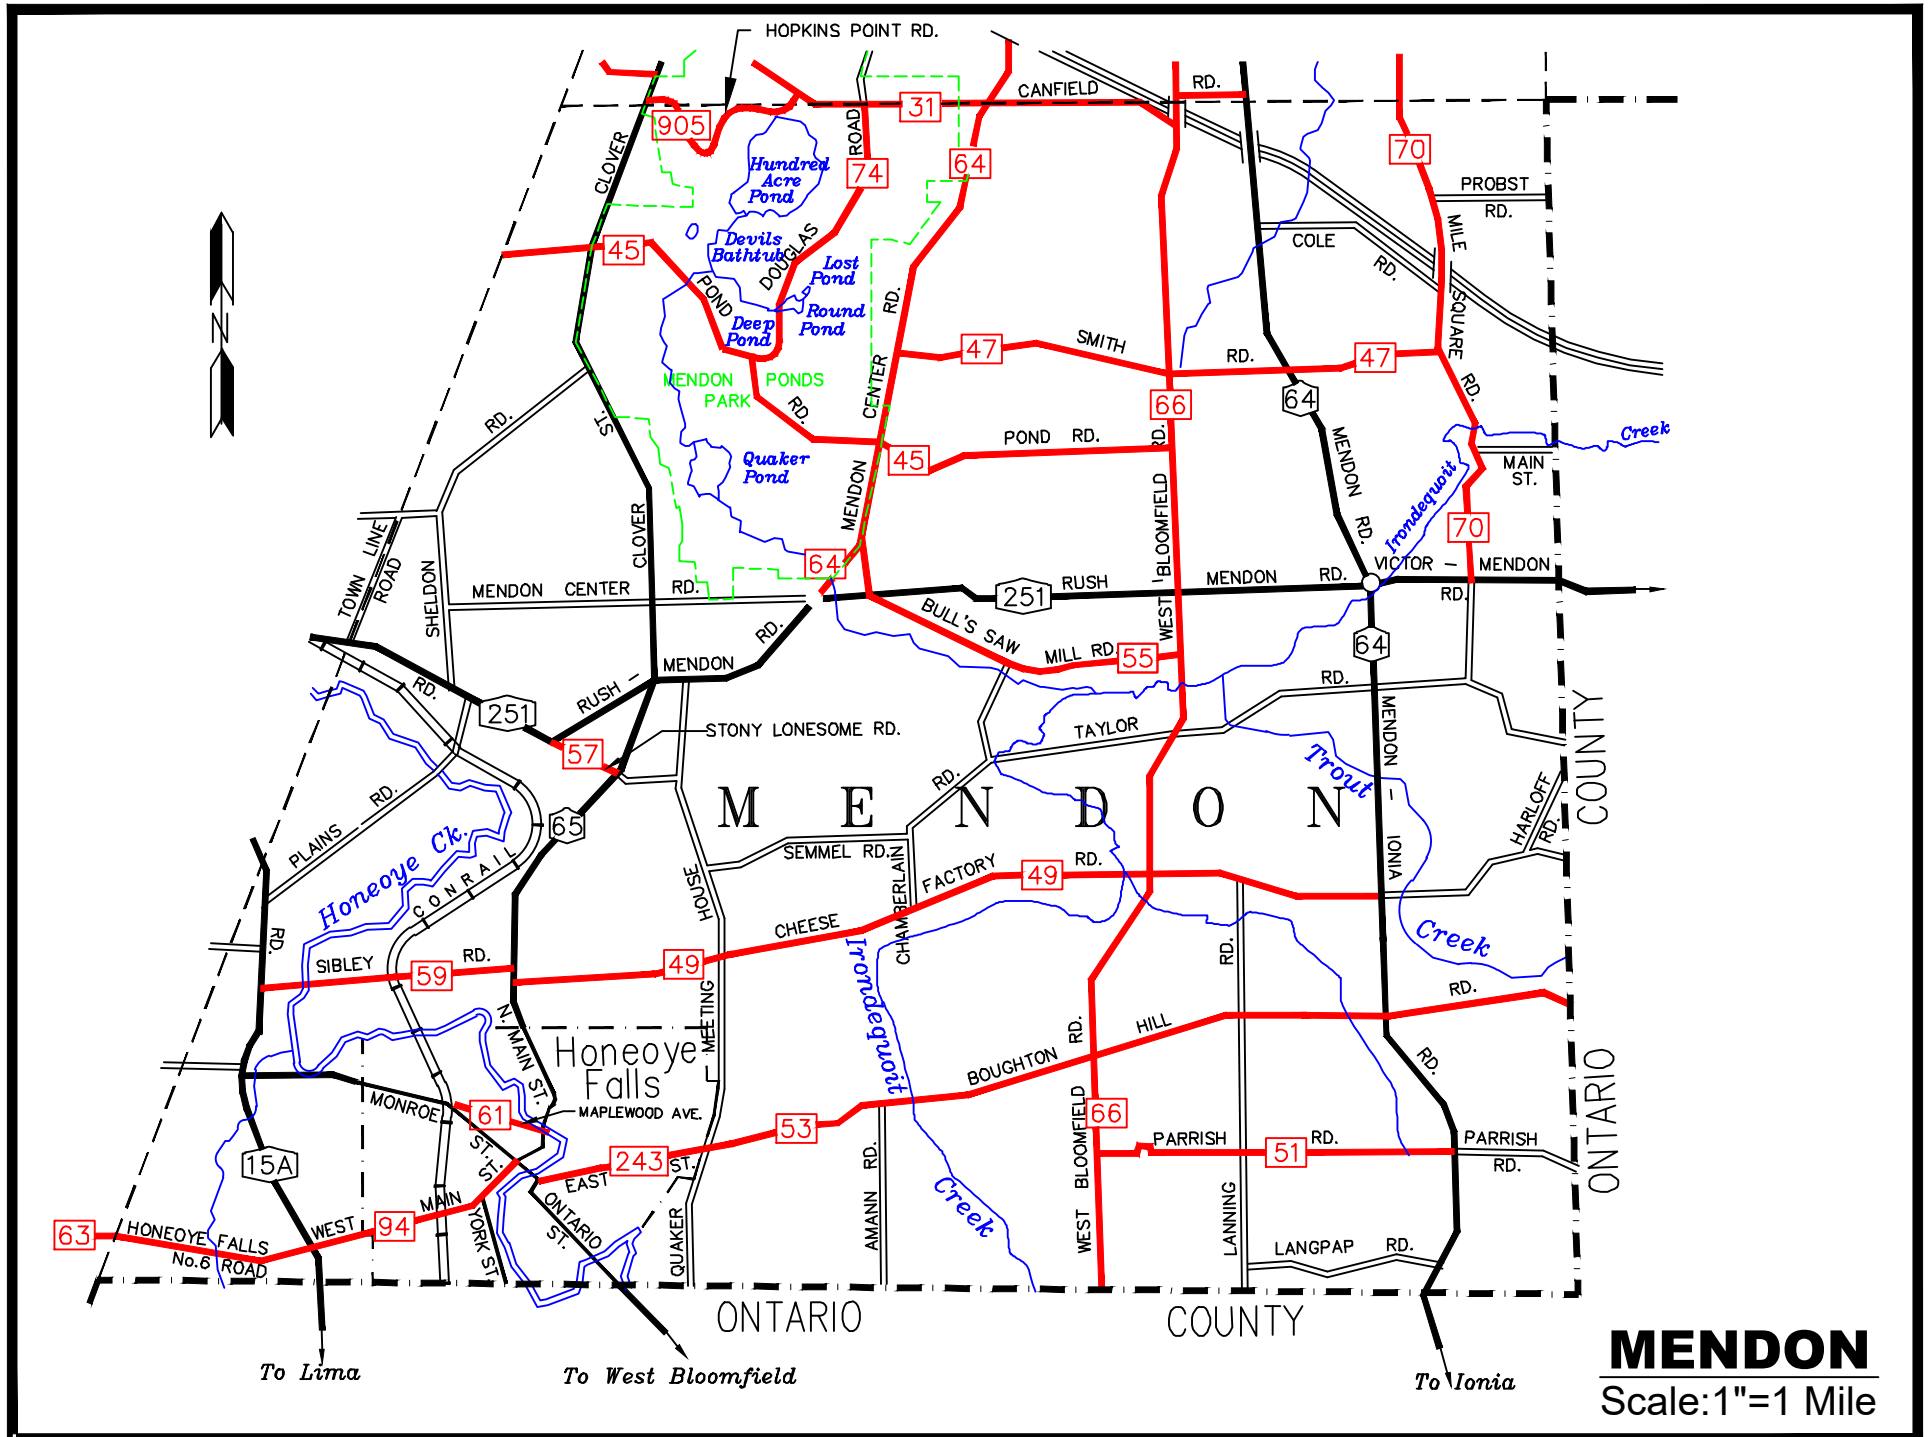 HOPKINS POINT RD.
CANFIELD
RD.
31
905
CLOVER
ROAD
Hundred
Acre
Pond
74
64
70
PROBST
RD.
MILE
COLE
RD.
45
Devils
Bathtub
DOUGLAS
Lost
Pond
POND
Round
Pond
Deep
Pond
RD.
47
SMITH
RD.
47
SQUARE
RD.
N
MENDON PONDS
PARK
CENTER
RD.
66
64
RD.
ST.
POND RD.
RD.
45
MENDON
Creek
MAIN
ST.
Quaker
Pond
MENDON
RD.
Irondequoit
70
CLOVER
TOWN LINE
ROAD
SHELDON
WEST BLOOMFIELD
64
VICTOR - MENDON
RD.
MENDON CENTER RD.
251
RUSH MENDON RD.
BULL'S SAW
MILL RD.
55
64
RD.
MENDON
RUSH -
RD.
251
RD.
STONY LONESOME RD.
57
TAYLOR
RD.
MENDON - IONIA
COUNTY
Trout
HARLOFF
RD.
RD.
MENDON
65
PLAINS
RD.
Honeoye Ck.
CONRAIL
SEMMEL RD.
CHAMBERLAIN
FACTORY
49
RD.
HOUSE
CHEESE
RD.
SIBLEY
59
RD.
49
Irondequoit
RD.
Creek
RD.
MEETING
N. MAIN ST.
Honeoye
Falls
RD.
HILL
BOUGHTON
RD.
ONTARIO
MONROE
61
MAPLEWOOD AVE.
ST.
53
66
PARRISH
RD.
51
PARRISH
RD.
15A
ST.
243
EAST
ST.
AMANN RD.
WEST BLOOMFIELD
LANNING
Creek
63
HONEOYE FALLS
No.6 ROAD
WEST
94
MAIN
YORK ST.
ONTARIO
ST.
QUAKER
LANGPAP RD.
ONTARIO
COUNTY
To Lima
To West Bloomfield
To Ionia
MENDON
Scale:1"=1 Mile